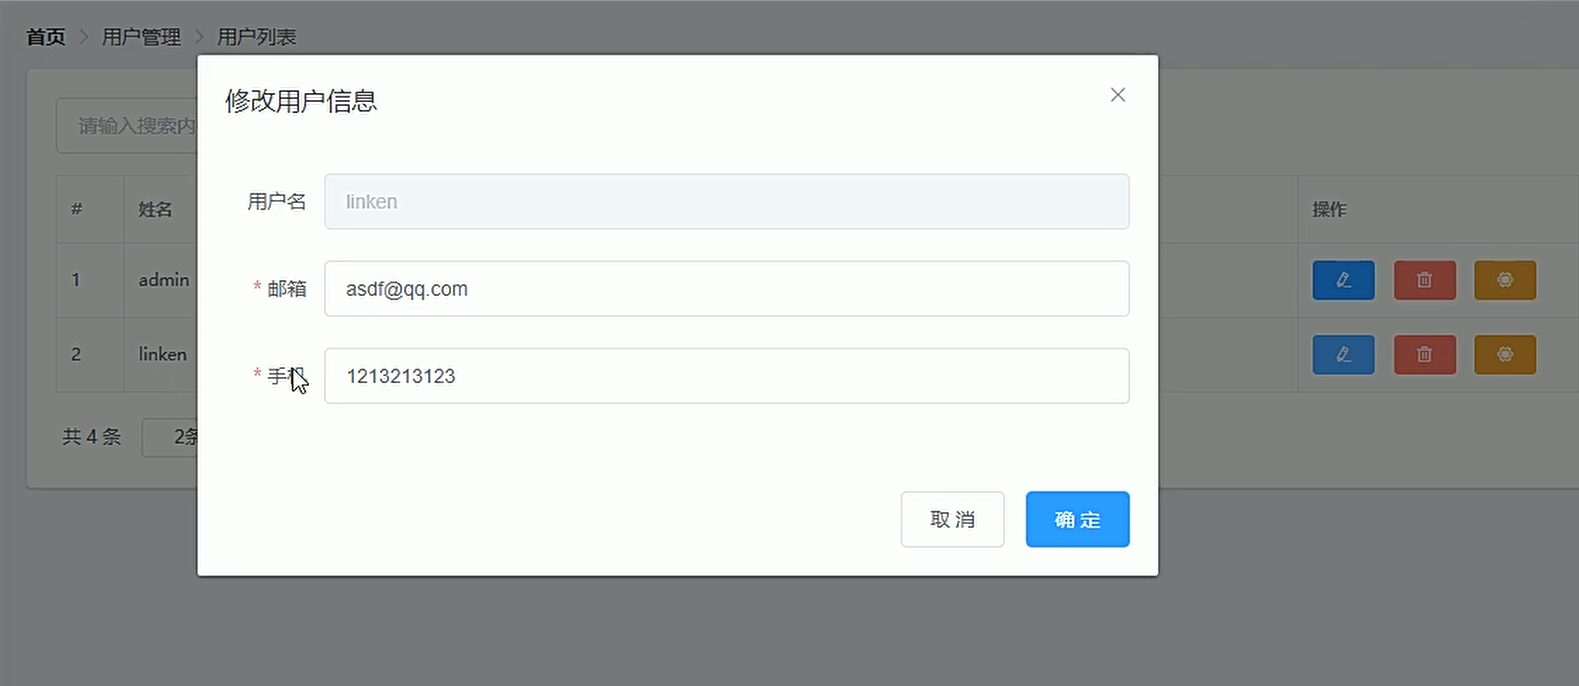 首页 > 用户管理 > 用户列表
修改用户信息
请输入搜索内
用户名 linken
* 邮箱 asdf@qq.com
* 手机 1213213123
# 姓名 操作
1 admin
2 linken
共 4 条 2条
取 消 确 定